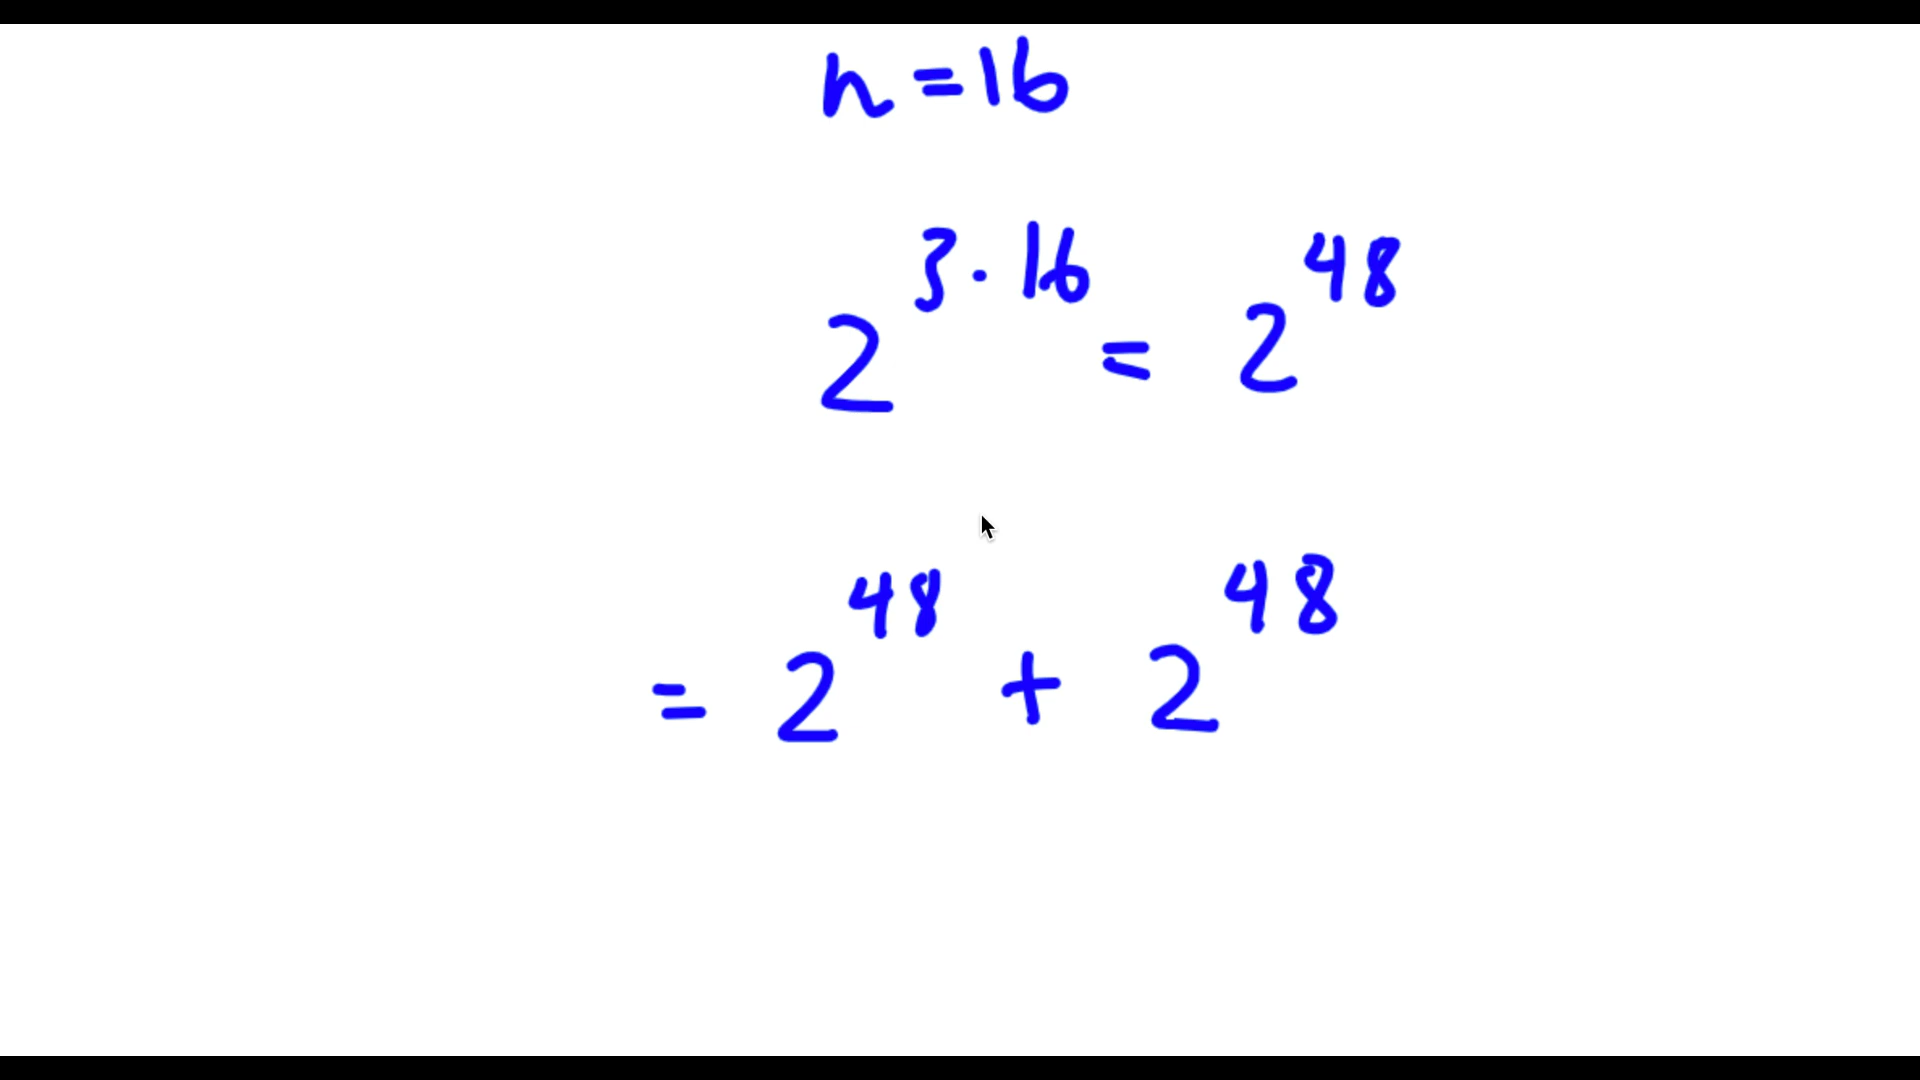 n = 16
2^{3 · 16} = 2^{48}
= 2^{48} + 2^{48}